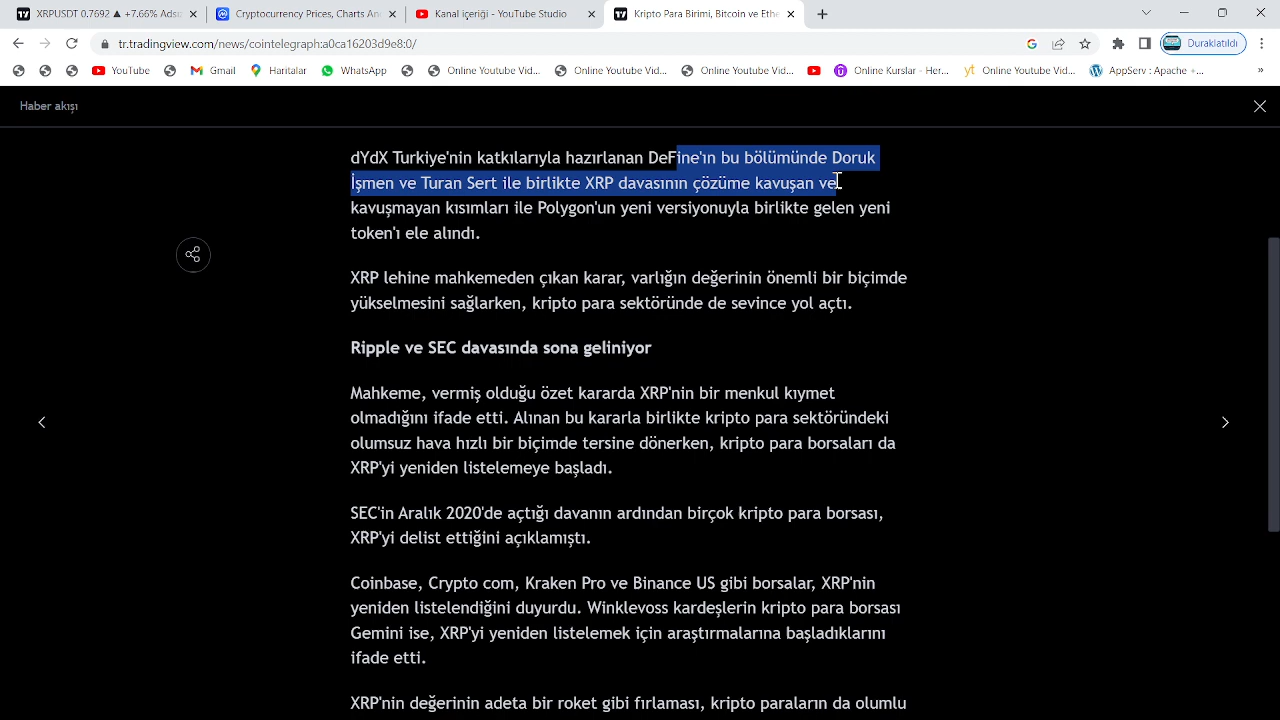 XRPUSDT 0.7692 ▲ +7.66% Adsı
Cryptocurrency Prices, Charts An
Kanal içeriği - YouTube Studio
Kripto Para Birimi, Bitcoin ve Ethe
tr.tradingview.com/news/cointelegraph:a0ca16203d9e8:0/
Duraklatıldı
YouTube
Gmail
Haritalar
WhatsApp
Online Youtube Vid...
Online Youtube Vid...
Online Youtube Vid...
Online Kurslar - Her...
yt Online Youtube Vid...
AppServ : Apache +...
»
Haber akışı
dYdX Turkiye'nin katkılarıyla hazırlanan DeFine'ın bu bölümünde Doruk
İşmen ve Turan Sert ile birlikte XRP davasının çözüme kavuşan ve
kavuşmayan kısımları ile Polygon'un yeni versiyonuyla birlikte gelen yeni
token'ı ele alındı.
XRP lehine mahkemeden çıkan karar, varlığın değerinin önemli bir biçimde
yükselmesini sağlarken, kripto para sektöründe de sevince yol açtı.
Ripple ve SEC davasında sona geliniyor
Mahkeme, vermiş olduğu özet kararda XRP'nin bir menkul kıymet
olmadığını ifade etti. Alınan bu kararla birlikte kripto para sektöründeki
olumsuz hava hızlı bir biçimde tersine dönerken, kripto para borsaları da
XRP'yi yeniden listelemeye başladı.
SEC'in Aralık 2020'de açtığı davanın ardından birçok kripto para borsası,
XRP'yi delist ettiğini açıklamıştı.
Coinbase, Crypto com, Kraken Pro ve Binance US gibi borsalar, XRP'nin
yeniden listelendiğini duyurdu. Winklevoss kardeşlerin kripto para borsası
Gemini ise, XRP'yi yeniden listelemek için araştırmalarına başladıklarını
ifade etti.
XRP'nin değerinin adeta bir roket gibi fırlaması, kripto paraların da olumlu